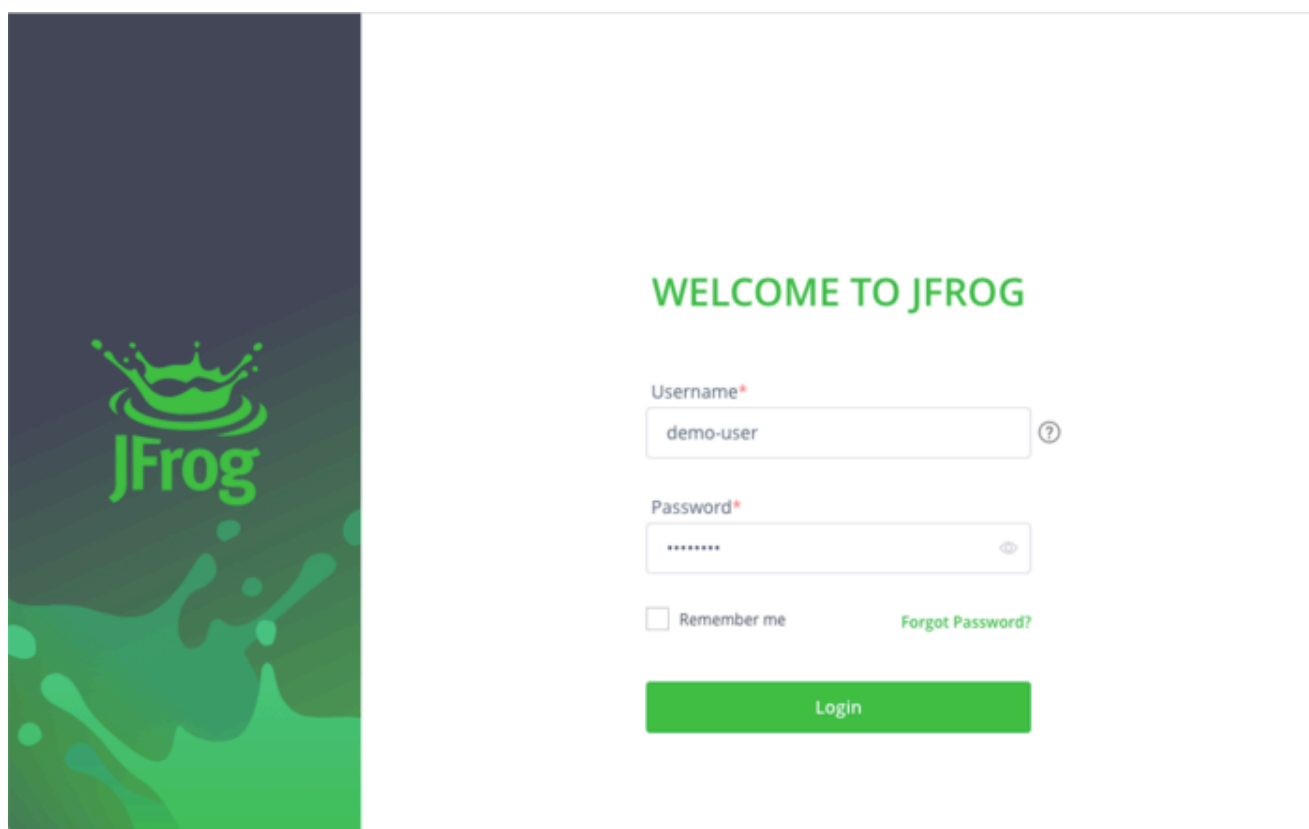 JFrog
WELCOME TO JFROG
Username*
demo-user
?
Password*
••••••••
Remember me
Forgot Password?
Login